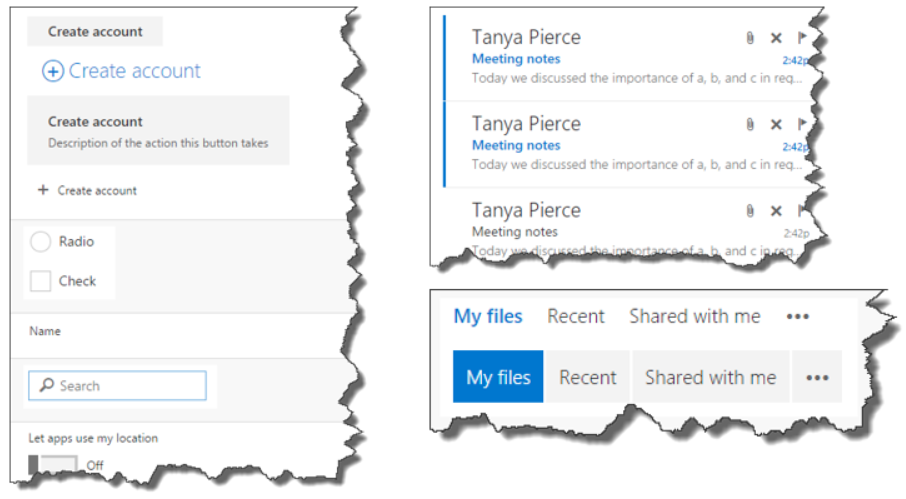 Create account
Create account
Create account
Description of the action this button takes
+ Create account
Radio
Check
Name
Search
Let apps use my location
Off
Tanya Pierce
Meeting notes
2:42p
Today we discussed the importance of a, b, and c in req...
Tanya Pierce
Meeting notes
2:42p
Today we discussed the importance of a, b, and c in req...
Tanya Pierce
Meeting notes
2:42p
Today we discussed the importance of a, b, and c in req
My files Recent Shared with me •••
My files Recent Shared with me •••